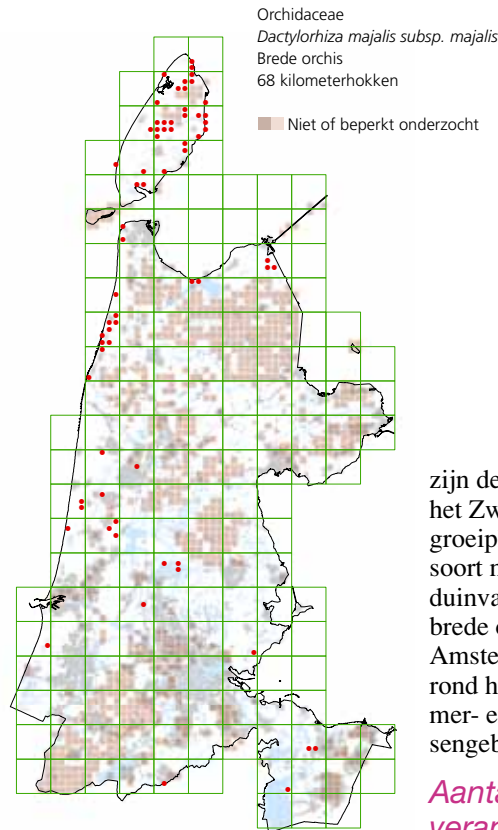 Orchidaceae
Dactylorhiza majalis subsp. majalis
Brede orchis
68 kilometerhokken
Niet of beperkt onderzocht
zijn de
het Zw
groeip
soort n
duinva
brede o
Amste
rond h
mer- e
sengeb
Aanta
veran